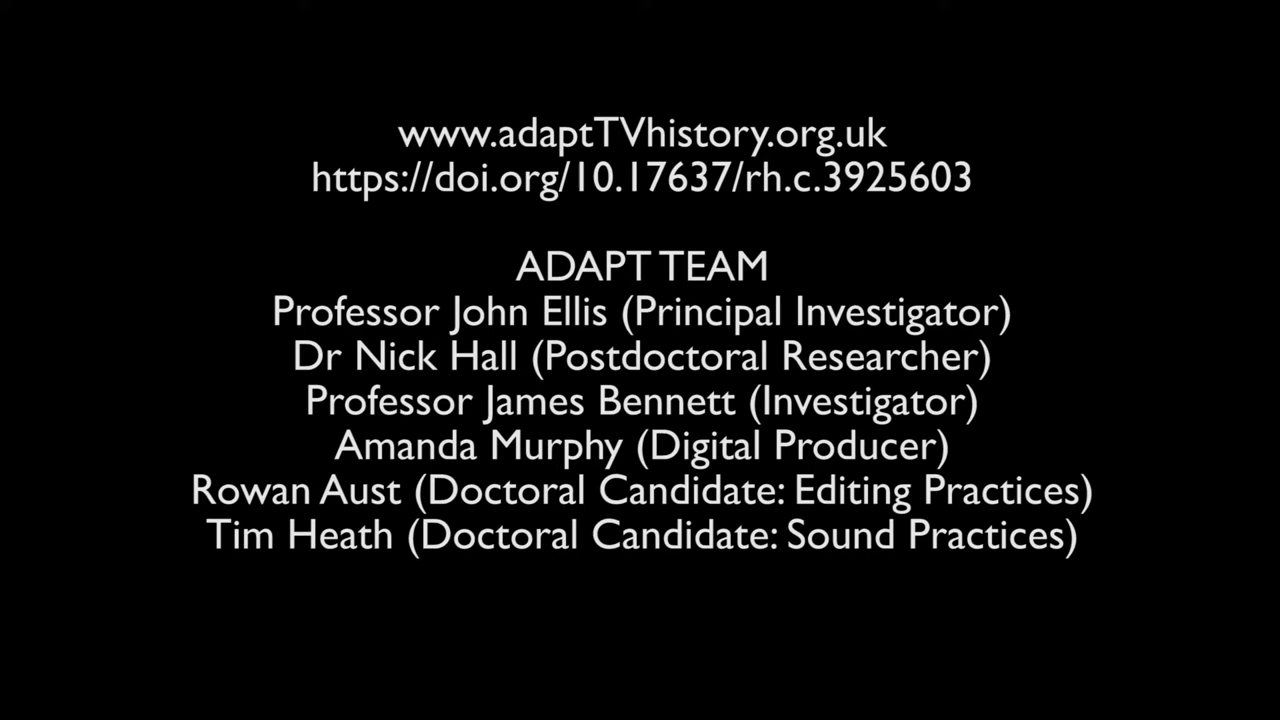 www.adaptTVhistory.org.uk
https://doi.org/10.17637/rh.c.3925603
ADAPT TEAM
Professor John Ellis (Principal Investigator)
Dr Nick Hall (Postdoctoral Researcher)
Professor James Bennett (Investigator)
Amanda Murphy (Digital Producer)
Rowan Aust (Doctoral Candidate: Editing Practices)
Tim Heath (Doctoral Candidate: Sound Practices)